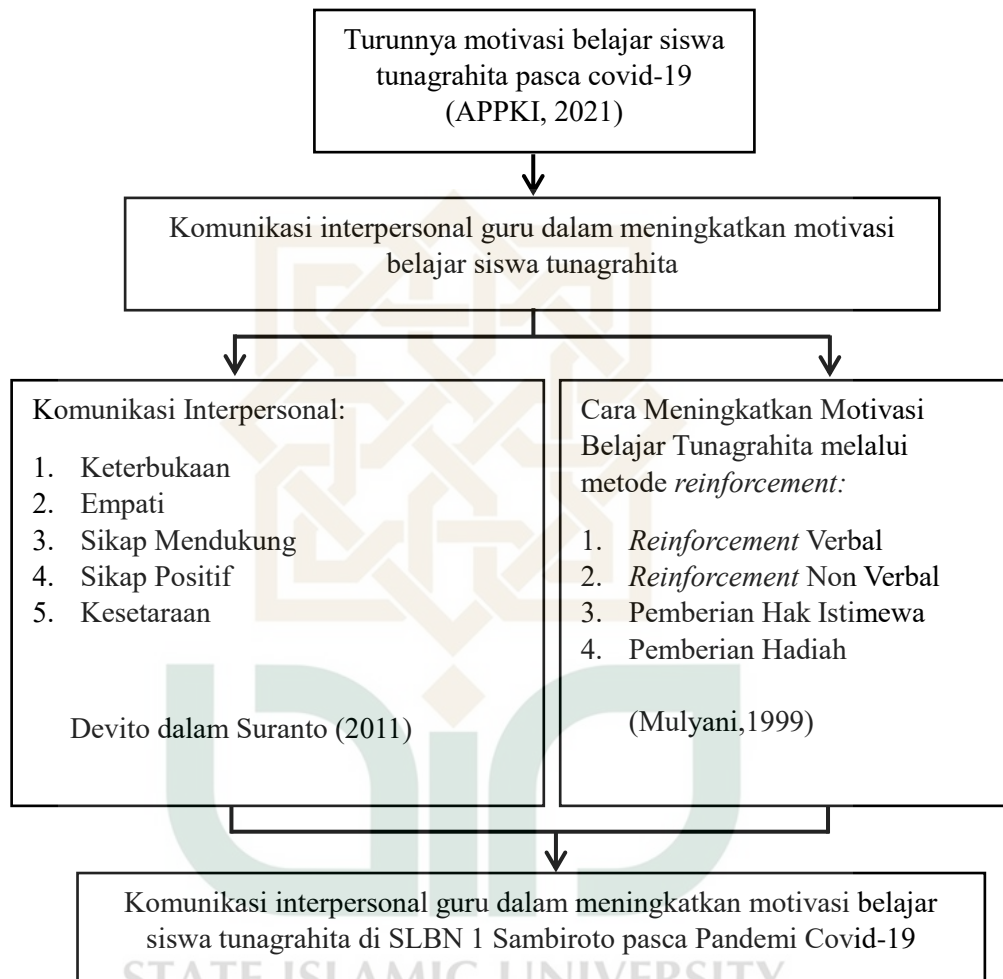 Turunnya motivasi belajar siswa
tunagrahita pasca covid-19
(APPKI, 2021)
Komunikasi interpersonal guru dalam meningkatkan motivasi
belajar siswa tunagrahita
Komunikasi Interpersonal:
1. Keterbukaan
2. Empati
3. Sikap Mendukung
4. Sikap Positif
5. Kesetaraan
Devito dalam Suranto (2011)
Cara Meningkatkan Motivasi
Belajar Tunagrahita melalui
metode reinforcement:
1. Reinforcement Verbal
2. Reinforcement Non Verbal
3. Pemberian Hak Istimewa
4. Pemberian Hadiah
(Mulyani,1999)
Komunikasi interpersonal guru dalam meningkatkan motivasi belajar
siswa tunagrahita di SLBN 1 Sambiroto pasca Pandemi Covid-19
STATE ISLAMIC UNIVERSITY